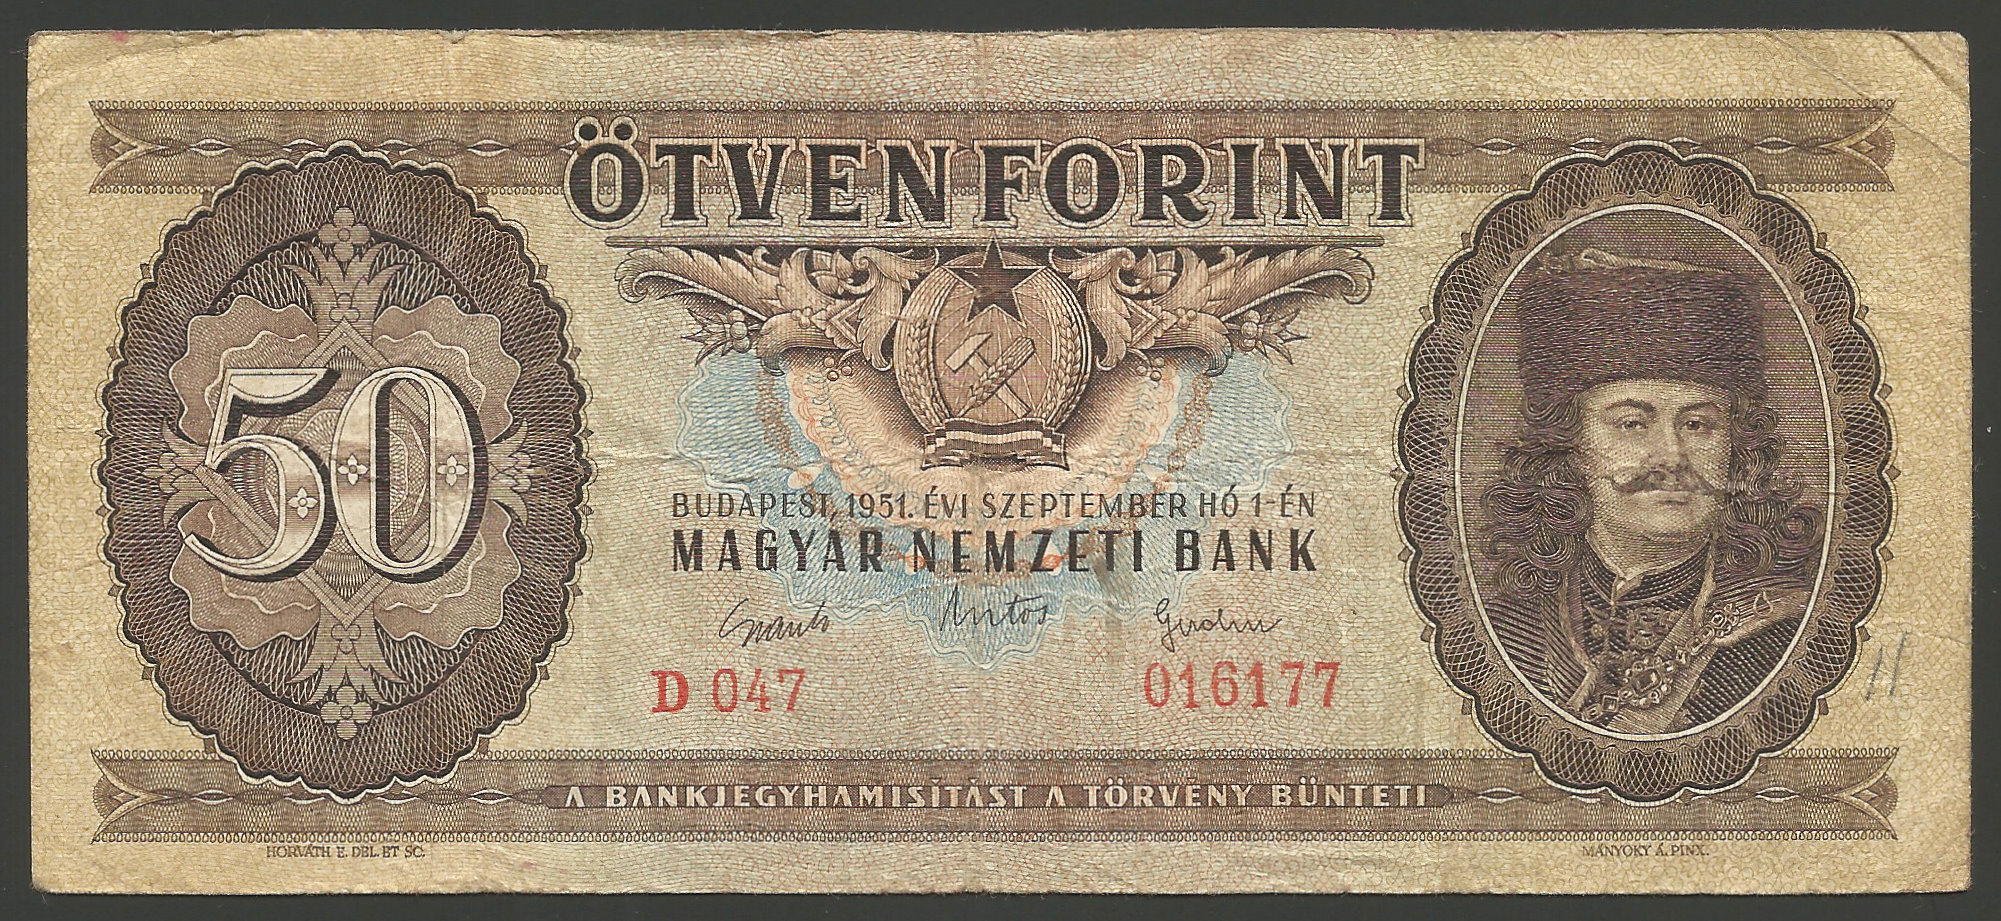 ÖTVEN FORINT
50
BUDAPEST, 1951. ÉVI SZEPTEMBER HÓ 1-ÉN
MAGYAR NEMZETI BANK
D 047 016177
A BANKJEGYHAMISÍTÁST A TÖRVÉNY BÜNTETI
HORVÁTH E. DEL. ET SC. MÁNYOKY Á. PINX.